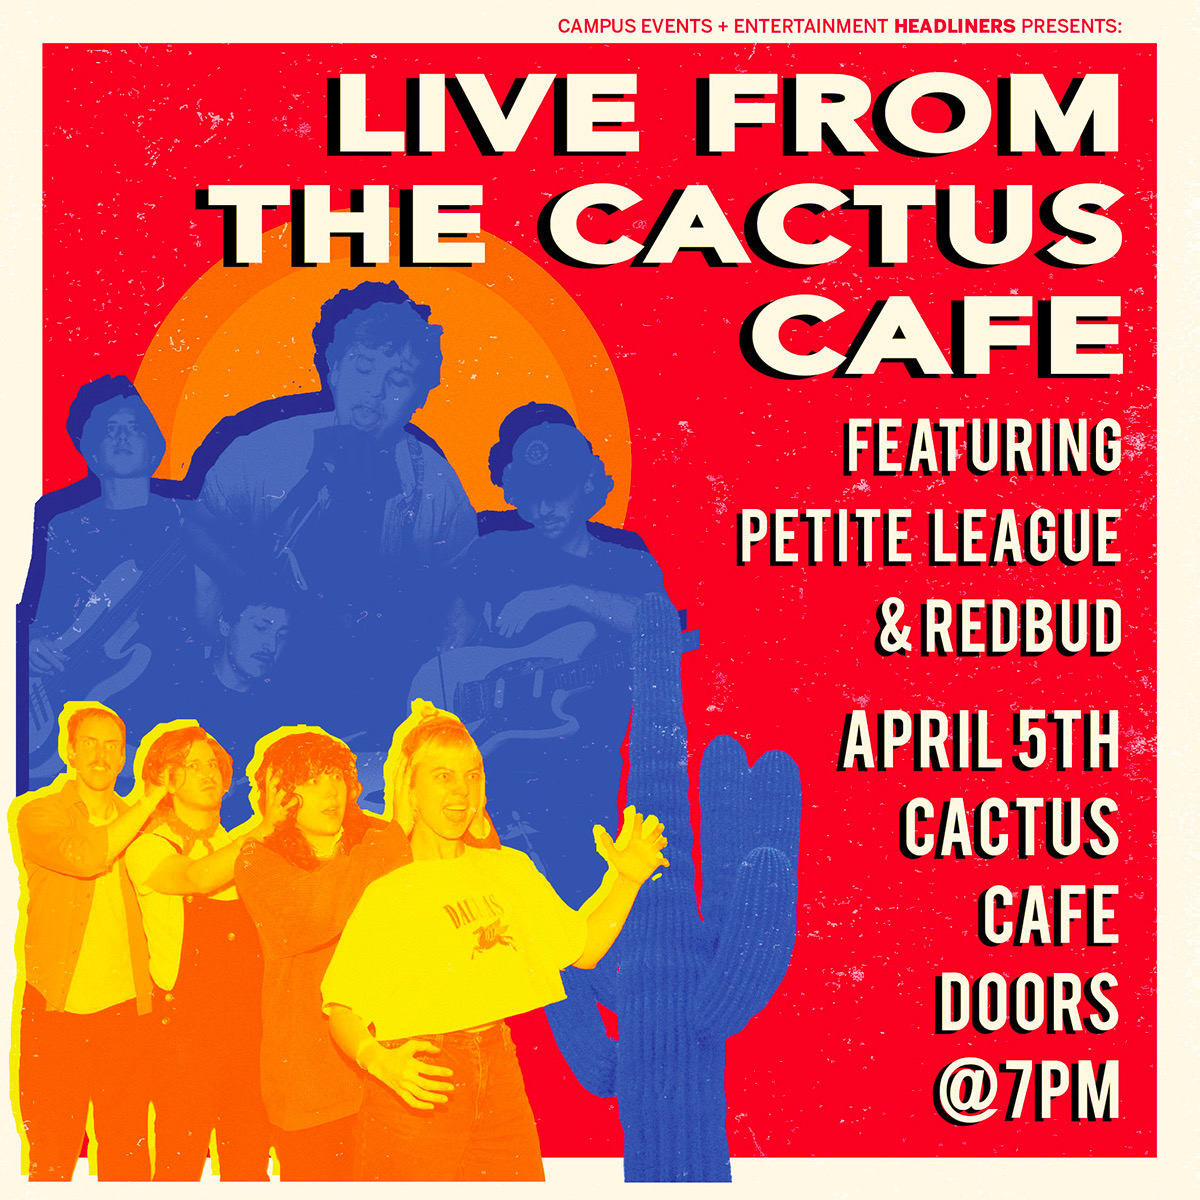 CAMPUS EVENTS + ENTERTAINMENT HEADLINERS PRESENTS:
LIVE FROM
THE CACTUS
CAFE
FEATURING
PETITE LEAGUE
& REDBUD
APRIL 5TH
CACTUS
CAFE
DOORS
@7PM
DALLAS